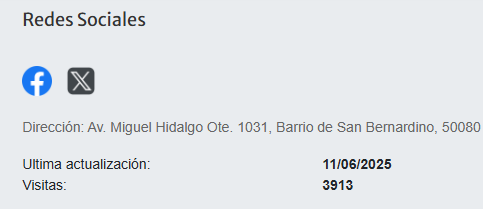 Redes Sociales
Dirección: Av. Miguel Hidalgo Ote. 1031, Barrio de San Bernardino, 50080
Ultima actualización: 11/06/2025
Visitas: 3913